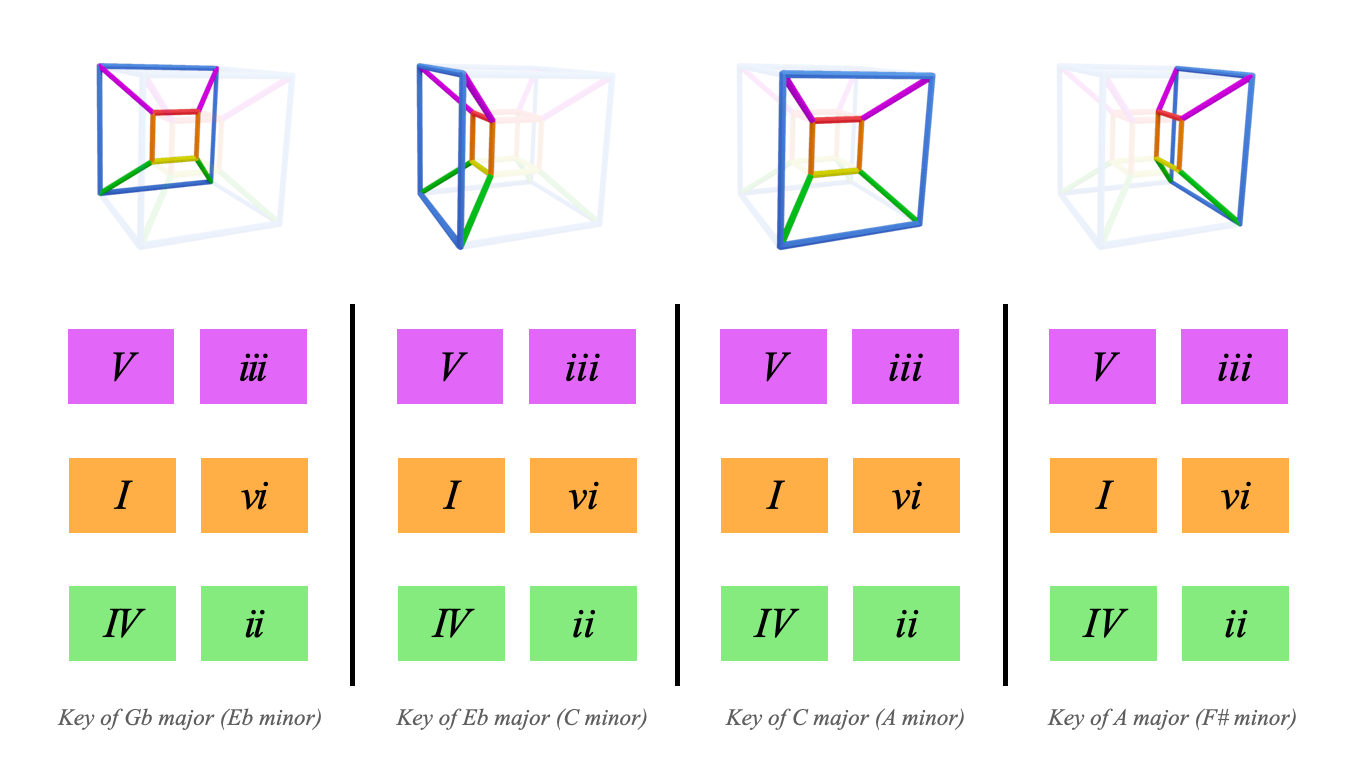 V iii V iii V iii V iii
I vi I vi I vi I vi
IV ii IV ii IV ii IV ii
Key of Gb major (Eb minor) Key of Eb major (C minor) Key of C major (A minor) Key of A major (F# minor)